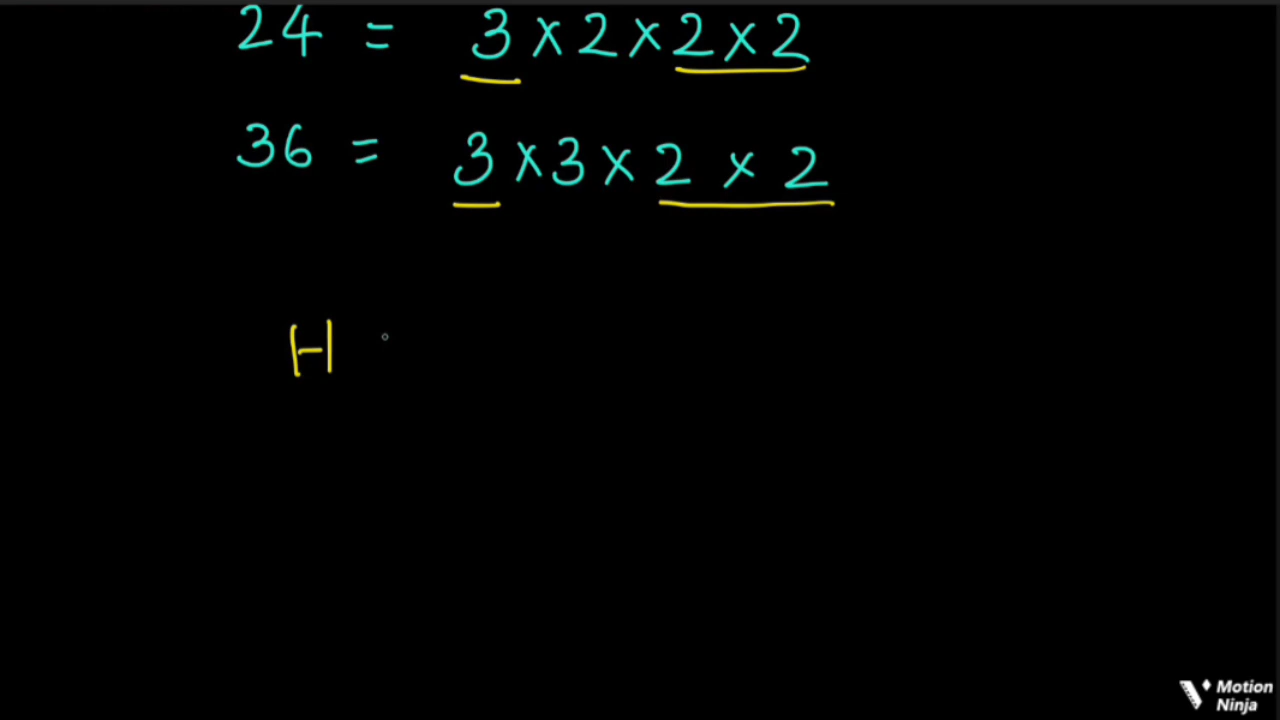 24 = 3 × 2 × 2 × 2
36 = 3 × 3 × 2 × 2
H
Motion
Ninja